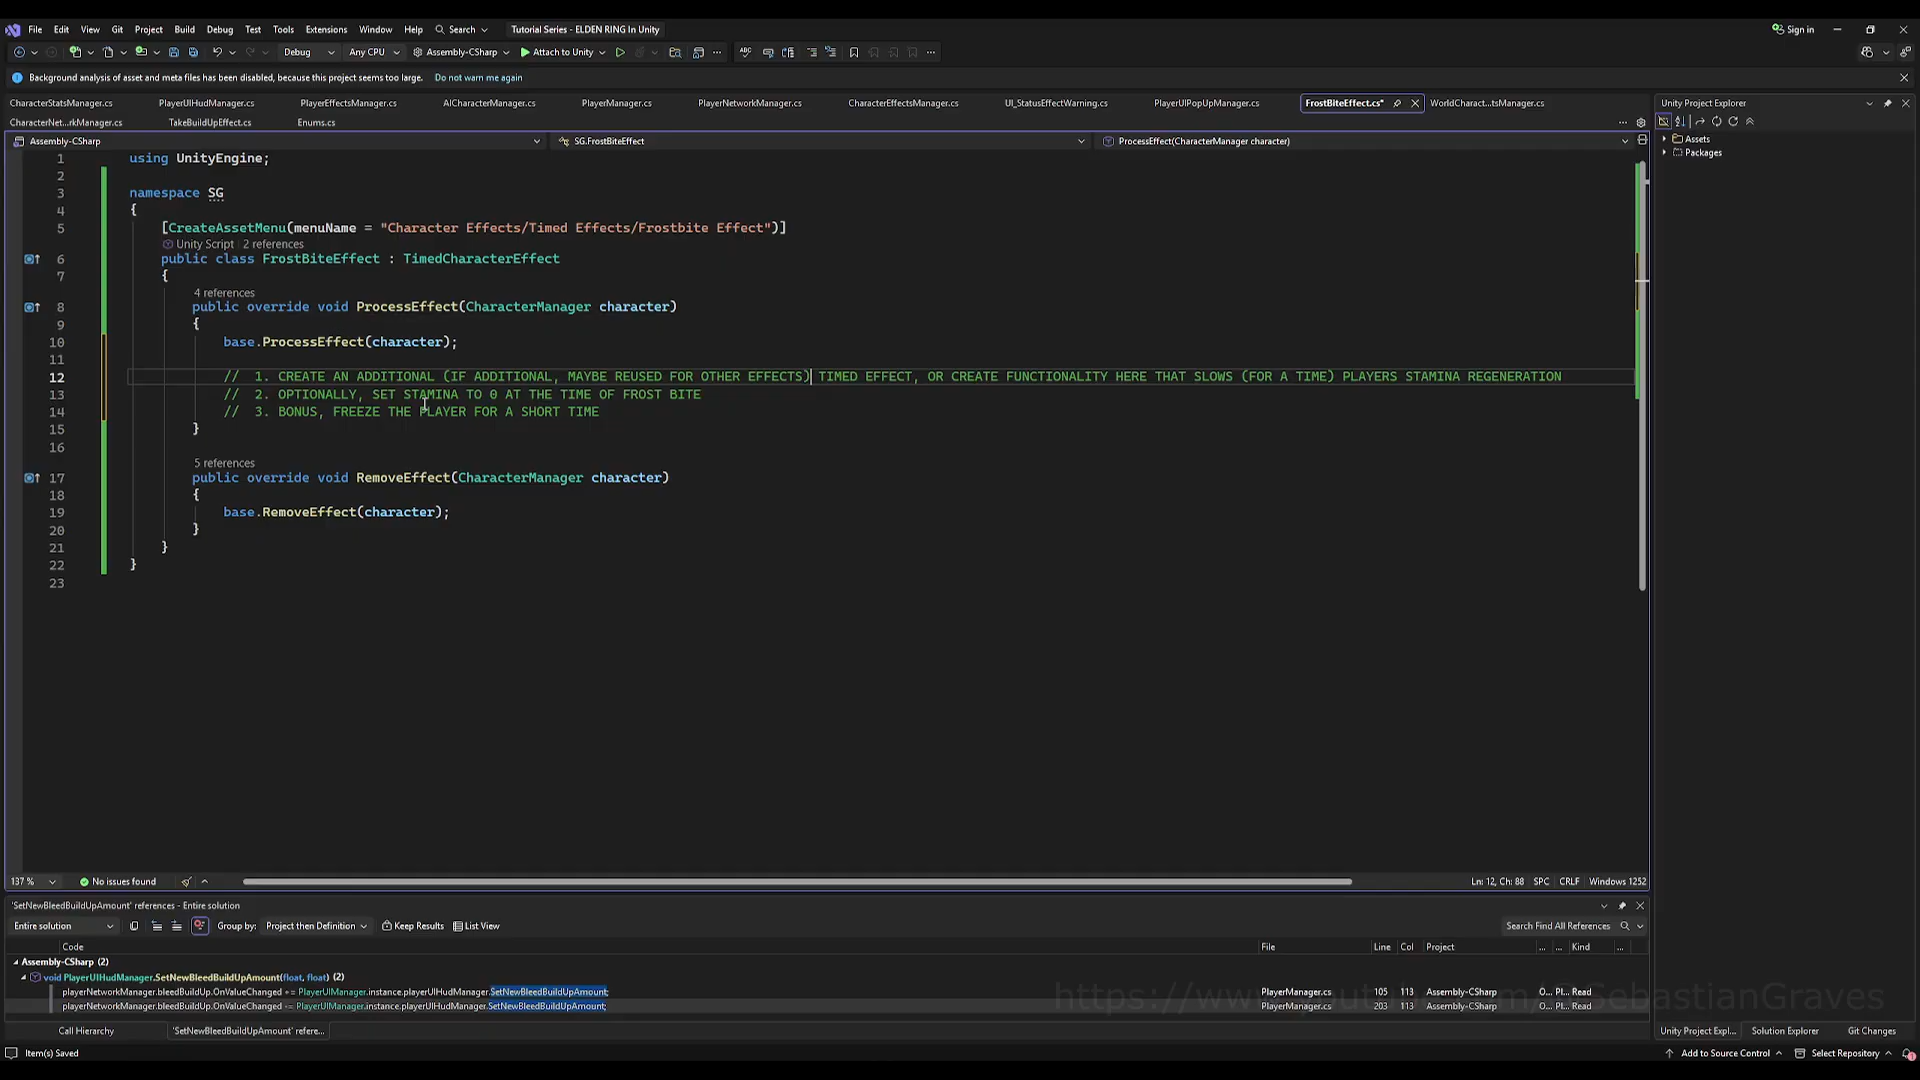 File Edit View Git Project Build Debug Test Tools Extensions Window Help Search Tutorial Series - ELDEN RING In Unity Sign in
Debug Any CPU Assembly-CSharp Attach to Unity
Background analysis of asset and meta files has been disabled, because this project seems too large. Do not warn me again
CharacterStatsManager.cs PlayerUIHudManager.cs PlayerEffectsManager.cs AICharacterManager.cs PlayerManager.cs PlayerNetworkManager.cs CharacterEffectsManager.cs UI_StatusEffectWarning.cs PlayerUIPopUpManager.cs FrostBiteEffect.cs* WorldCharact...tsManager.cs Unity Project Explorer
CharacterNet...rkManager.cs TakeBuildUpEffect.cs Enums.cs
Assembly-CSharp SG.FrostBiteEffect ProcessEffect(CharacterManager character) Assets
Packages
1 using UnityEngine;
2
3 namespace SG
4 {
5 [CreateAssetMenu(menuName = "Character Effects/Timed Effects/Frostbite Effect")]
Unity Script | 2 references
6 public class FrostBiteEffect : TimedCharacterEffect
7 {
4 references
8 public override void ProcessEffect(CharacterManager character)
9 {
10 base.ProcessEffect(character);
11
12 // 1. CREATE AN ADDITIONAL (IF ADDITIONAL, MAYBE REUSED FOR OTHER EFFECTS) TIMED EFFECT, OR CREATE FUNCTIONALITY HERE THAT SLOWS (FOR A TIME) PLAYERS STAMINA REGENERATION
13 // 2. OPTIONALLY, SET STAMINA TO 0 AT THE TIME OF FROST BITE
14 // 3. BONUS, FREEZE THE PLAYER FOR A SHORT TIME
15 }
16
5 references
17 public override void RemoveEffect(CharacterManager character)
18 {
19 base.RemoveEffect(character);
20 }
21 }
22 }
23
137 % No issues found Ln: 12, Ch: 88 SPC CRLF Windows 1252
'SetNewBleedBuildUpAmount' references - Entire solution
Entire solution Group by: Project then Definition Keep Results List View Search Find All References
Code File Line Col Project ... ... Kind ...
Assembly-CSharp (2)
void PlayerUIHudManager.SetNewBleedBuildUpAmount(float, float) (2)
playerNetworkManager.bleedBuildUp.OnValueChanged += PlayerUIManager.instance.playerUIHudManager.SetNewBleedBuildUpAmount; PlayerManager.cs 105 113 Assembly-CSharp O... Pl... Read
playerNetworkManager.bleedBuildUp.OnValueChanged -= PlayerUIManager.instance.playerUIHudManager.SetNewBleedBuildUpAmount; PlayerManager.cs 203 113 Assembly-CSharp O... Pl... Read
Call Hierarchy 'SetNewBleedBuildUpAmount' refere... Unity Project Expl... Solution Explorer Git Changes
Item(s) Saved Add to Source Control Select Repository